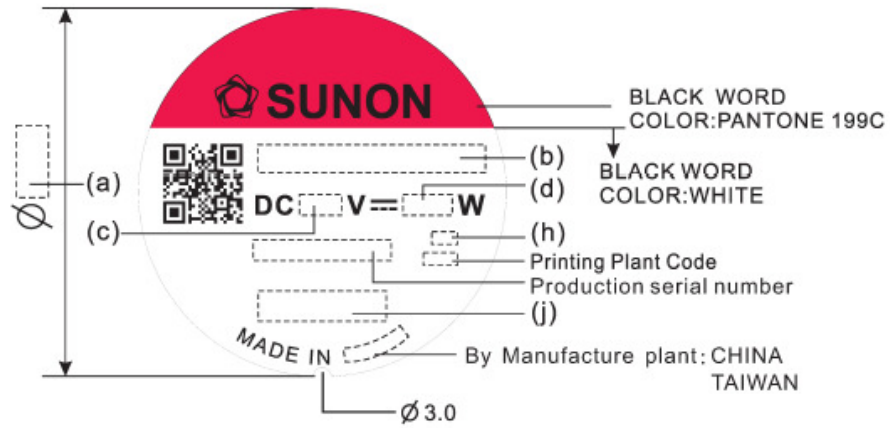 SUNON
BLACK WORD
COLOR:PANTONE 199C
BLACK WORD
COLOR:WHITE
(a)
Ø
(b)
(d)
DC V W
(c)
(h)
Printing Plant Code
Production serial number
(j)
MADE IN
By Manufacture plant: CHINA
TAIWAN
Ø 3.0